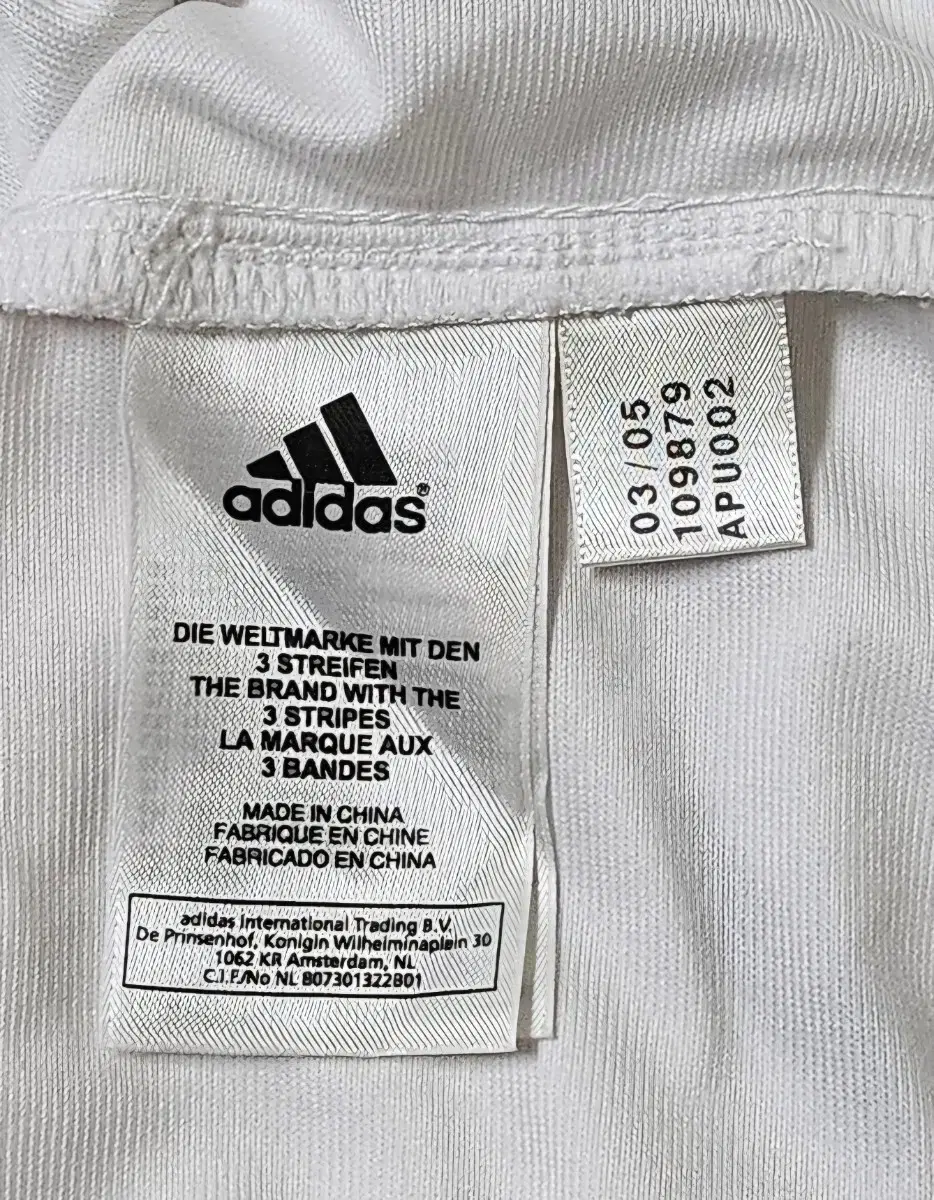 adidas®
DIE WELTMARKE MIT DEN
3 STREIFEN
THE BRAND WITH THE
3 STRIPES
LA MARQUE AUX
3 BANDES
MADE IN CHINA
FABRIQUE EN CHINE
FABRICADO EN CHINA
adidas International Trading B.V.
De Prinsenhof, Konigin Wilhelminaplein 30
1062 KR Amsterdam, NL
C.I.F./No NL 807301322B01
03/05
109879
APU002